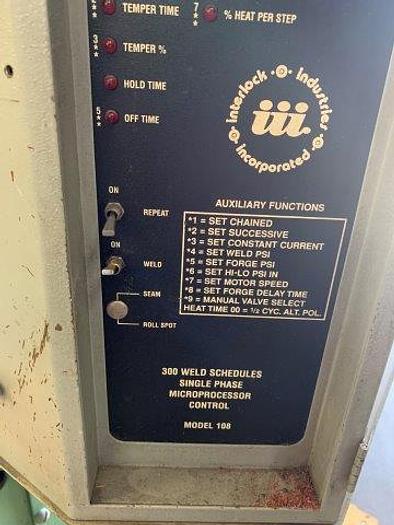 2 * *
TEMPER TIME
7 * *
% HEAT PER STEP
3 * *
TEMPER %
HOLD TIME
5 * *
OFF TIME
interlock industries incorporated
iii.
ON
REPEAT
ON
WELD
SEAM
ROLL SPOT
AUXILIARY FUNCTIONS
*1 = SET CHAINED
*2 = SET SUCCESSIVE
*3 = SET CONSTANT CURRENT
*4 = SET WELD PSI
*5 = SET FORGE PSI
*6 = SET HI-LO PSI IN
*7 = SET MOTOR SPEED
*8 = SET FORGE DELAY TIME
*9 = MANUAL VALVE SELECT
HEAT TIME 00 = 1/2 CYC. ALT. POL.
300 WELD SCHEDULES
SINGLE PHASE
MICROPROCESSOR
CONTROL
MODEL 108